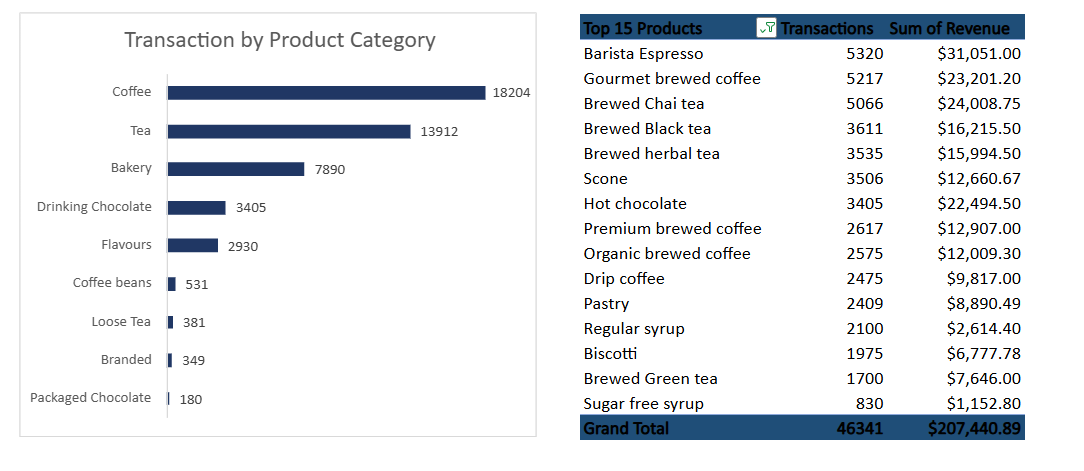 Transaction by Product Category
Coffee 18204
Tea 13912
Bakery 7890
Drinking Chocolate 3405
Flavours 2930
Coffee beans 531
Loose Tea 381
Branded 349
Packaged Chocolate 180
Top 15 Products Transactions Sum of Revenue
Barista Espresso 5320 $31,051.00
Gourmet brewed coffee 5217 $23,201.20
Brewed Chai tea 5066 $24,008.75
Brewed Black tea 3611 $16,215.50
Brewed herbal tea 3535 $15,994.50
Scone 3506 $12,660.67
Hot chocolate 3405 $22,494.50
Premium brewed coffee 2617 $12,907.00
Organic brewed coffee 2575 $12,009.30
Drip coffee 2475 $9,817.00
Pastry 2409 $8,890.49
Regular syrup 2100 $2,614.40
Biscotti 1975 $6,777.78
Brewed Green tea 1700 $7,646.00
Sugar free syrup 830 $1,152.80
Grand Total 46341 $207,440.89